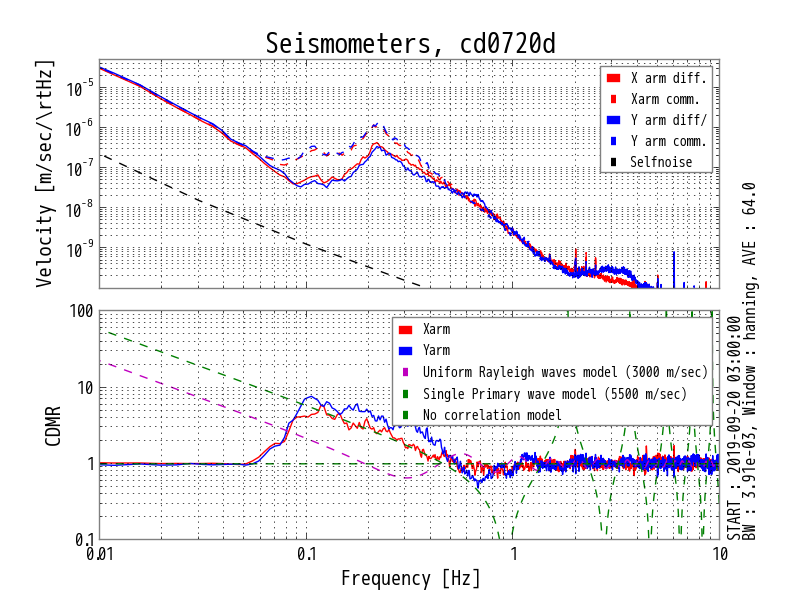 Seismometers, cd0720d
Velocity [m/sec/\rtHz]
10^-5
10^-6
10^-7
10^-8
10^-9
X arm diff.
Xarm comm.
Y arm diff/
Y arm comm.
Selfnoise
CDMR
100
10
1
0.1
Xarm
Yarm
Uniform Rayleigh waves model (3000 m/sec)
Single Primary wave model (5500 m/sec)
No correlation model
0.01
0.1
1
10
Frequency [Hz]
START : 2019-09-20 03:00:00
BW : 3.91e-03, Window : hanning, AVE : 64.0